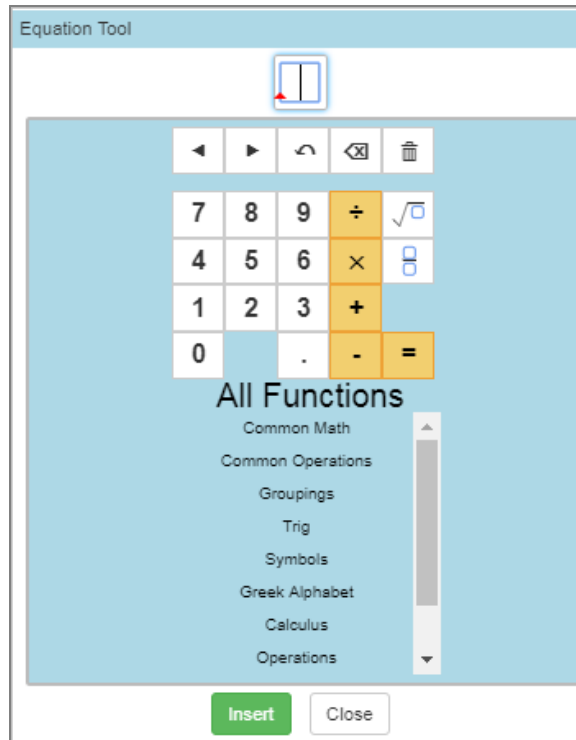 Equation Tool
7 8 9 ÷ √
4 5 6 ×
1 2 3 +
0 . - =
All Functions
Common Math
Common Operations
Groupings
Trig
Symbols
Greek Alphabet
Calculus
Operations
Insert Close